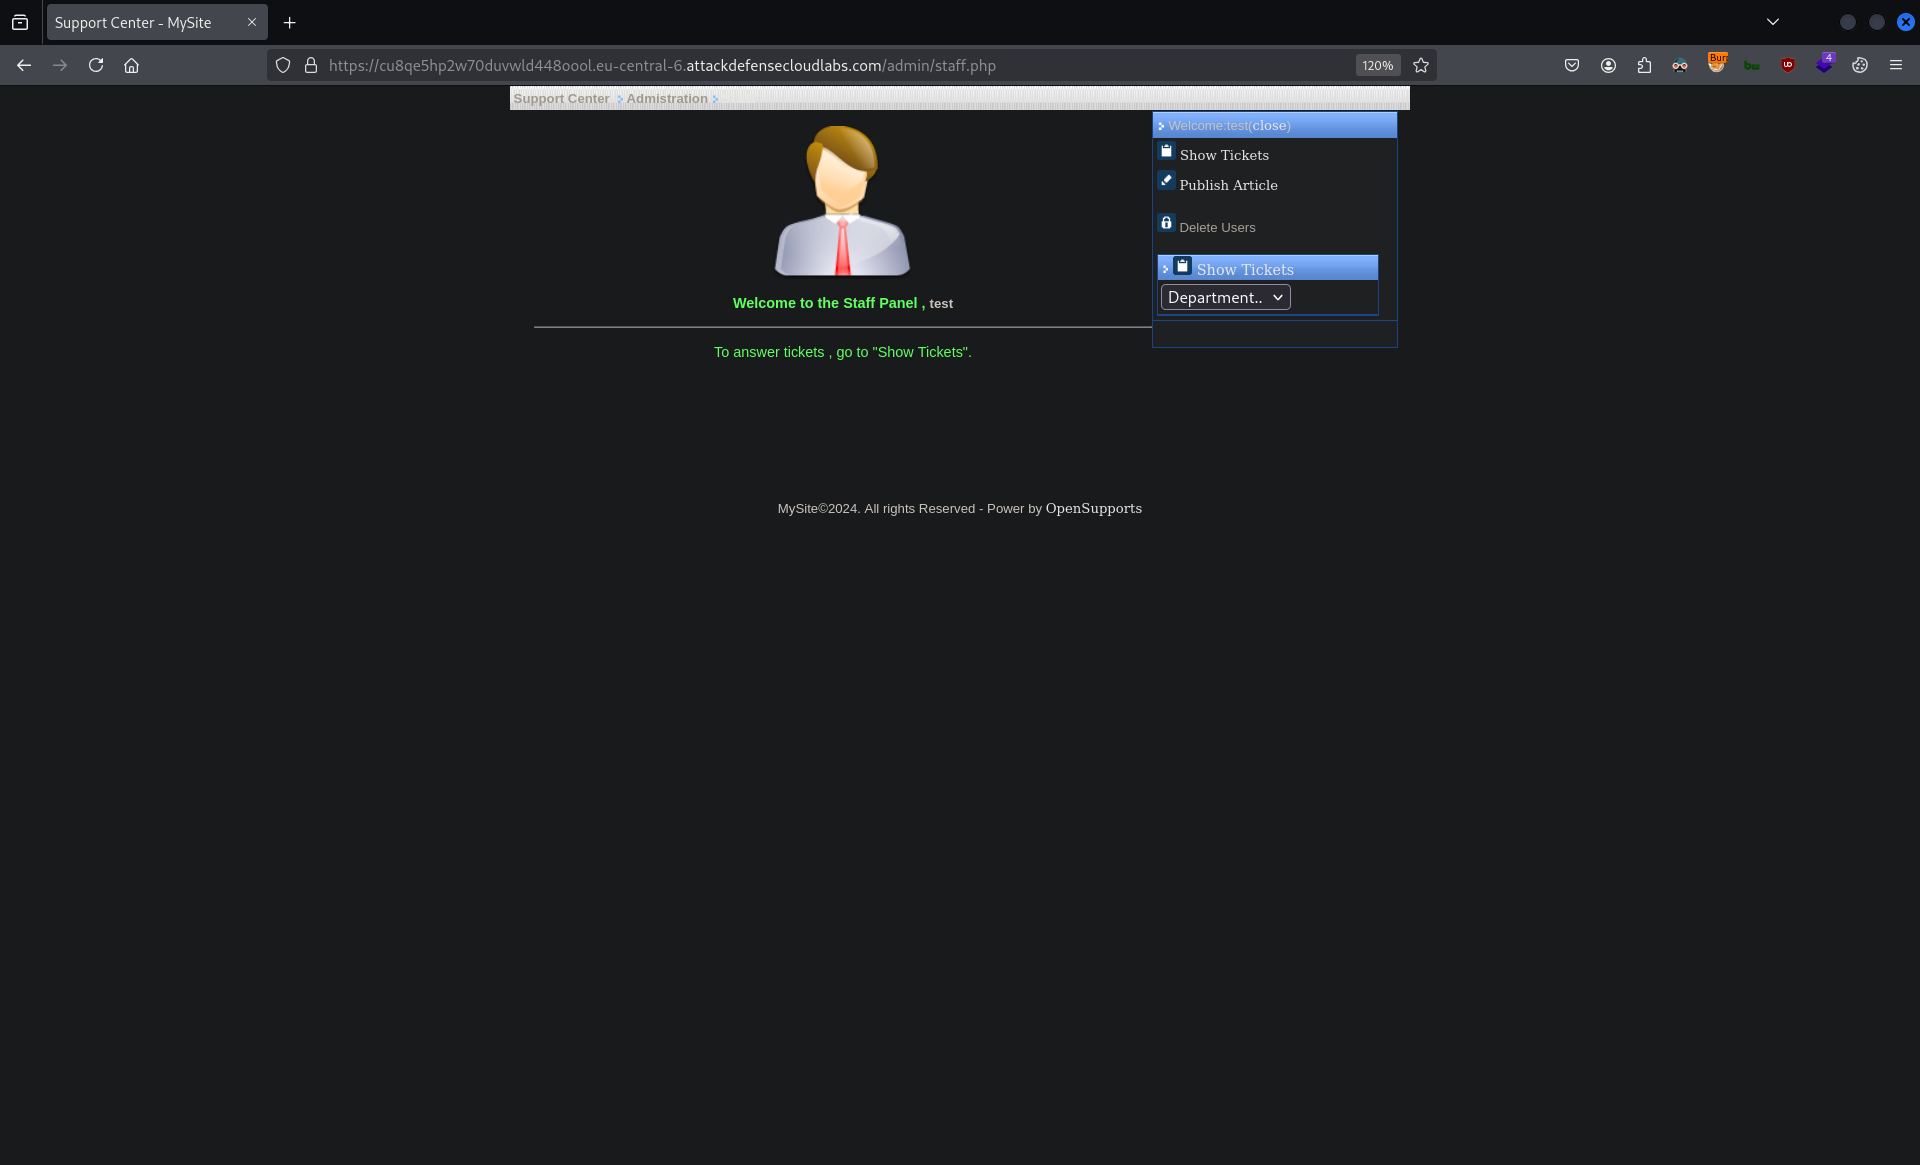 Support Center - MySite
https://cu8qe5hp2w70duvwld448oool.eu-central-6.attackdefensecloudlabs.com/admin/staff.php
120%
Burp
4
Support Center Admistration
Welcome:test(close)
Show Tickets
Publish Article
Delete Users
Show Tickets
Department..
Welcome to the Staff Panel , test
To answer tickets , go to "Show Tickets".
MySite©2024. All rights Reserved - Power by OpenSupports